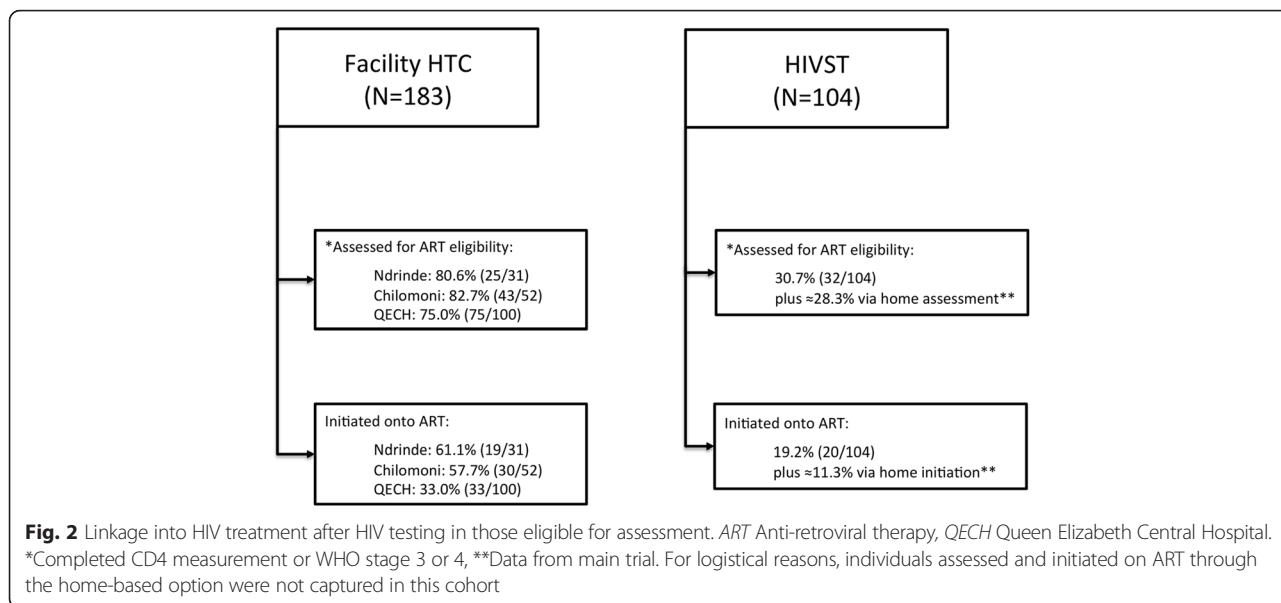 Facility HTC
(N=183)
*Assessed for ART eligibility:
Ndrinde: 80.6% (25/31)
Chilomoni: 82.7% (43/52)
QECH: 75.0% (75/100)
Initiated onto ART:
Ndrinde: 61.1% (19/31)
Chilomoni: 57.7% (30/52)
QECH: 33.0% (33/100)
HIVST
(N=104)
*Assessed for ART eligibility:
30.7% (32/104)
plus ≈28.3% via home assessment**
Initiated onto ART:
19.2% (20/104)
plus ≈11.3% via home initiation**
Fig. 2 Linkage into HIV treatment after HIV testing in those eligible for assessment. ART Anti-retroviral therapy, QECH Queen Elizabeth Central Hospital.
*Completed CD4 measurement or WHO stage 3 or 4, **Data from main trial. For logistical reasons, individuals assessed and initiated on ART through
the home-based option were not captured in this cohort